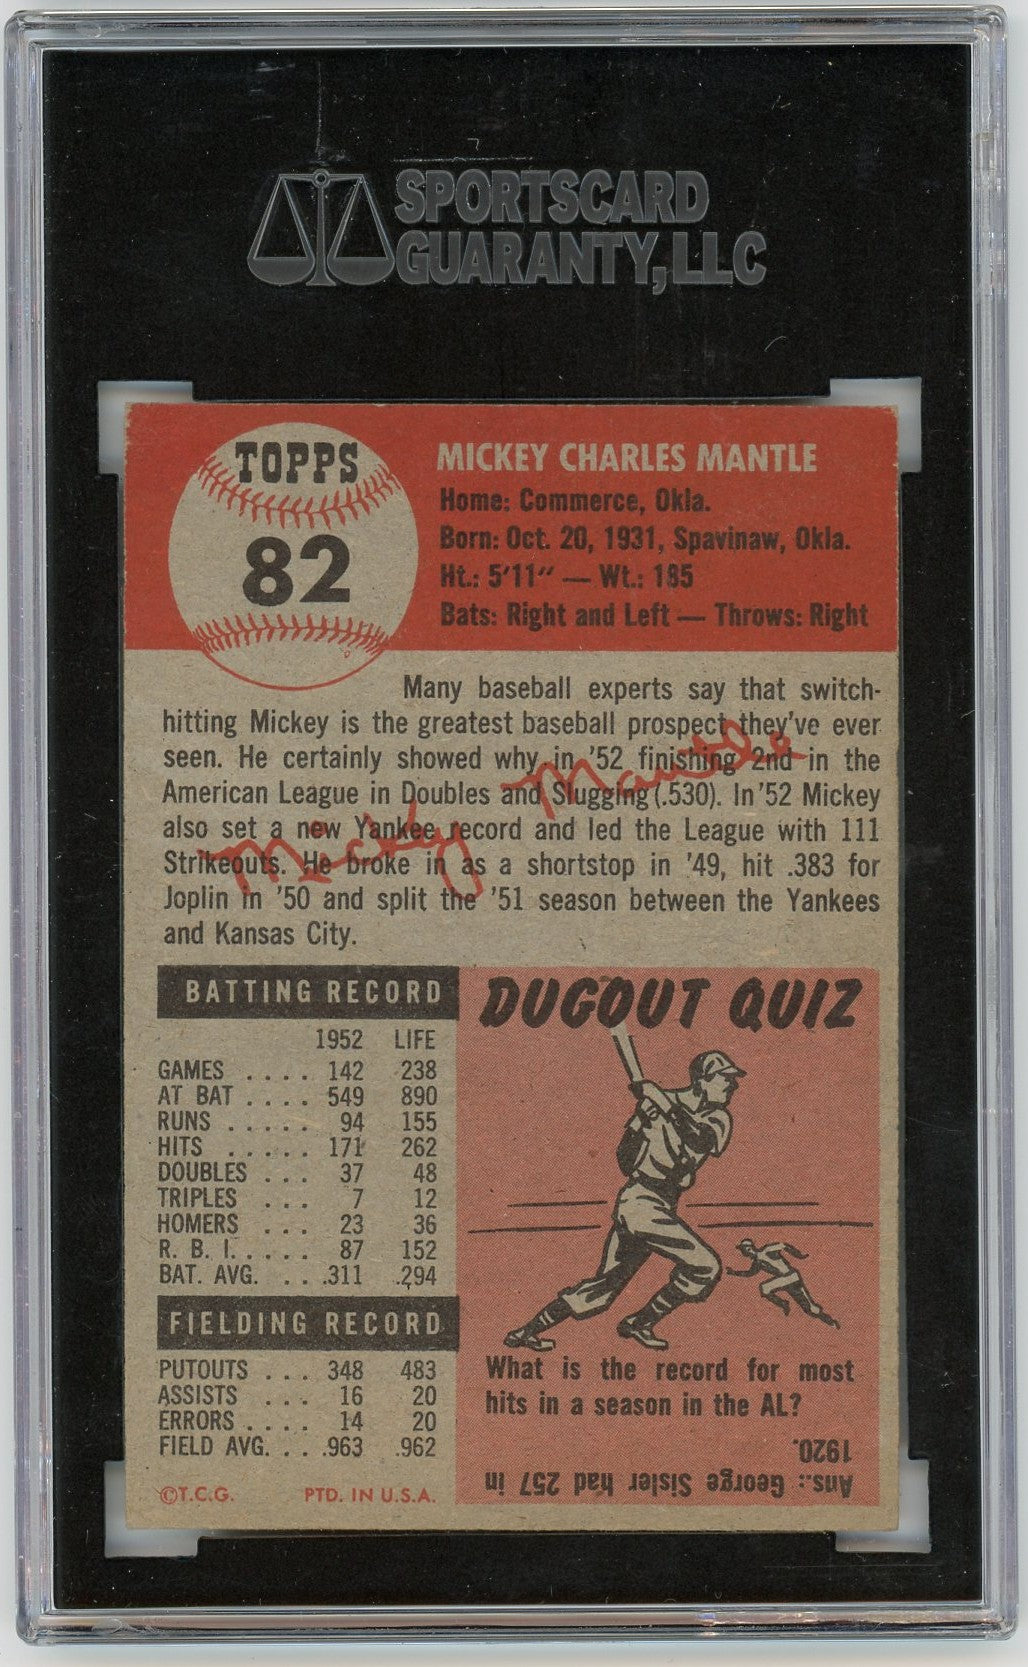 SPORTSCARD
GUARANTY, LLC
TOPPS
82
MICKEY CHARLES MANTLE
Home: Commerce, Okla.
Born: Oct. 20, 1931, Spavinaw, Okla.
Ht.: 5'11" — Wt.: 185
Bats: Right and Left — Throws: Right
Many baseball experts say that switch-
hitting Mickey is the greatest baseball prospect they've ever
seen. He certainly showed why in '52 finishing 2nd in the
American League in Doubles and Slugging (.530). In '52 Mickey
also set a new Yankee record and led the League with 111
Strikeouts. He broke in as a shortstop in '49, hit .383 for
Joplin in '50 and split the '51 season between the Yankees
and Kansas City.
Micky Mantle
BATTING RECORD
1952 LIFE
GAMES . . . . 142 238
AT BAT . . . . 549 890
RUNS . . . . . 94 155
HITS . . . . . 171 262
DOUBLES . . . 37 48
TRIPLES . . . 7 12
HOMERS . . . 23 36
R. B. I. . . . . 87 152
BAT. AVG. . . .311 .294
FIELDING RECORD
PUTOUTS . . . 348 483
ASSISTS . . . 16 20
ERRORS . . . . 14 20
FIELD AVG. . . .963 .962
©T.C.G. PTD. IN U.S.A.
DUGOUT QUIZ
What is the record for most
hits in a season in the AL?
Ans.: George Sisler had 257 in
1920.